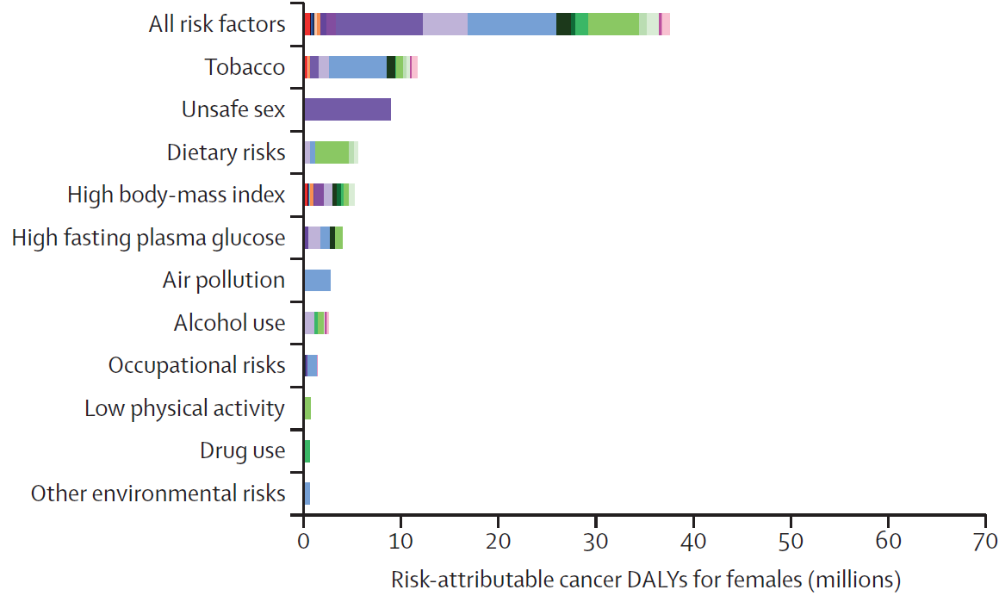 All risk factors
Tobacco
Unsafe sex
Dietary risks
High body-mass index
High fasting plasma glucose
Air pollution
Alcohol use
Occupational risks
Low physical activity
Drug use
Other environmental risks
0 10 20 30 40 50 60 70
Risk-attributable cancer DALYs for females (millions)